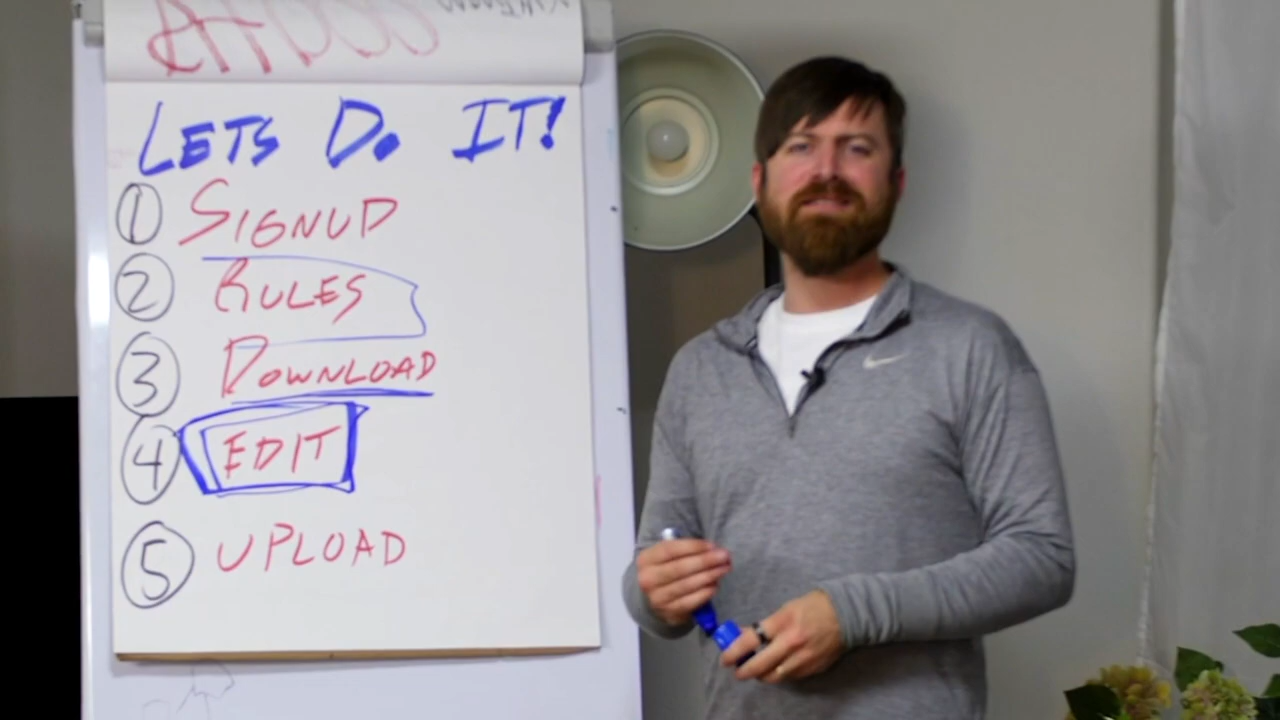 LETS DO IT!
1 SIGNUP
2 RULES
3 DOWNLOAD
4 EDIT
5 UPLOAD